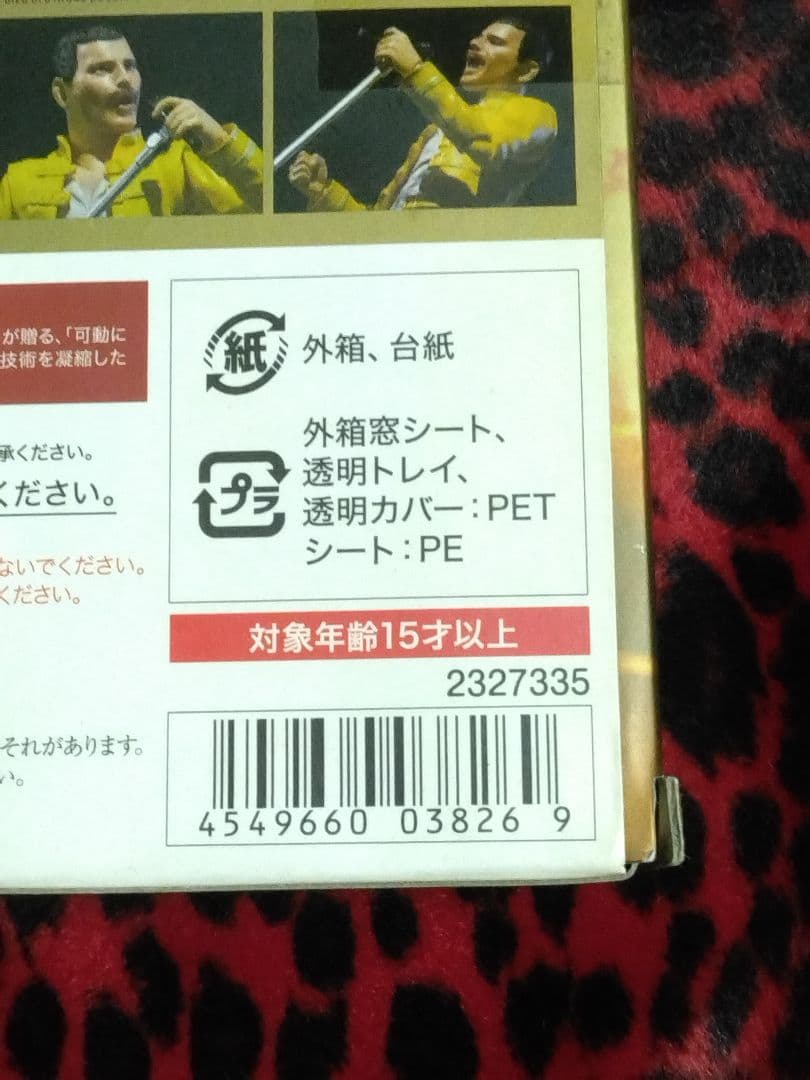 が贈る、「可動に
技術を凝縮した
承ください。
ください。
ないでください。
ください。
それがあります。
い。
紙
外箱、台紙
プラ
外箱窓シート、
透明トレイ、
透明カバー：PET
シート：PE
対象年齢15才以上
2327335
4549660 03826 9